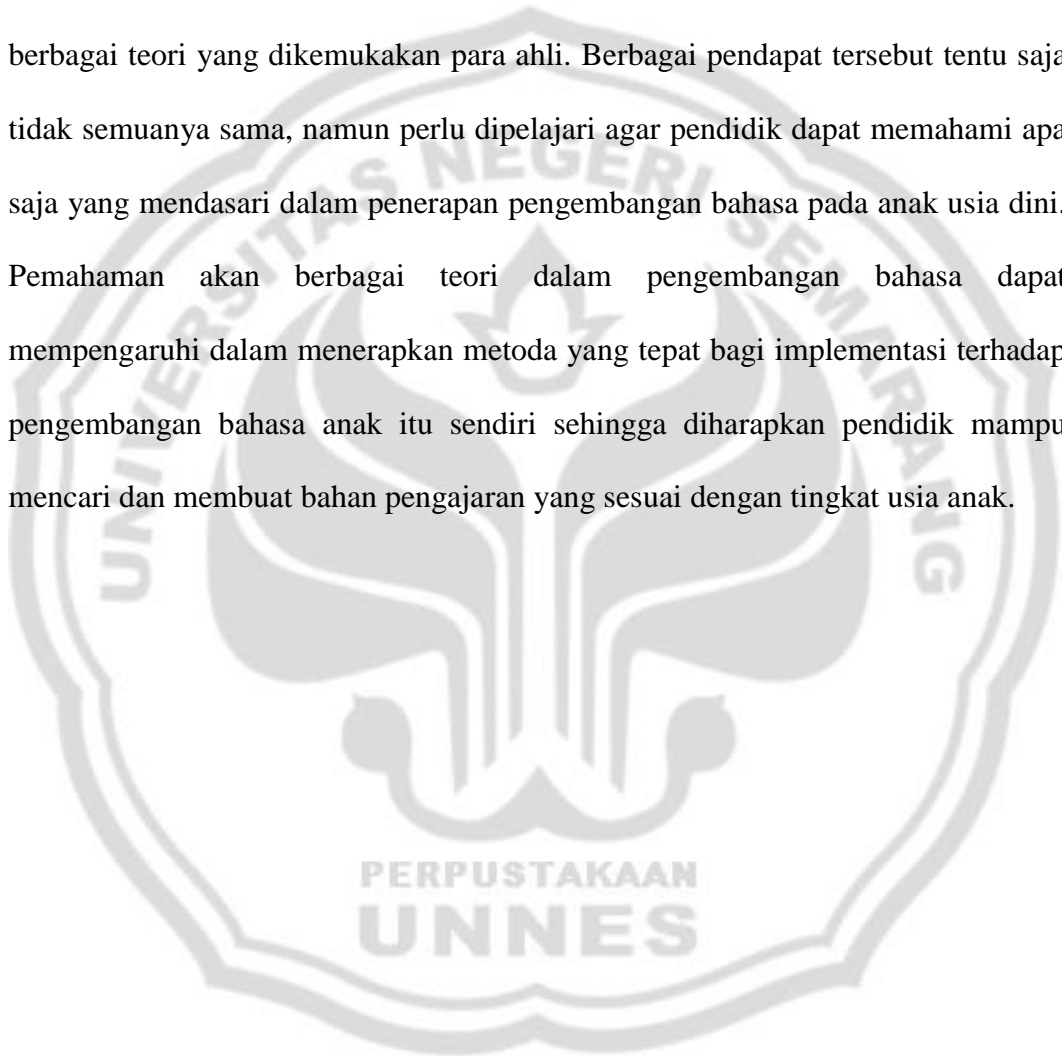 berbagai teori yang dikemukakan para ahli. Berbagai pendapat tersebut tentu saja
tidak semuanya sama, namun perlu dipelajari agar pendidik dapat memahami apa
saja yang mendasari dalam penerapan pengembangan bahasa pada anak usia dini.
Pemahaman akan berbagai teori dalam pengembangan bahasa dapat
mempengaruhi dalam menerapkan metoda yang tepat bagi implementasi terhadap
pengembangan bahasa anak itu sendiri sehingga diharapkan pendidik mampu
mencari dan membuat bahan pengajaran yang sesuai dengan tingkat usia anak.
UNIVERSITAS NEGERI SEMARANG
PERPUSTAKAAN
UNNES